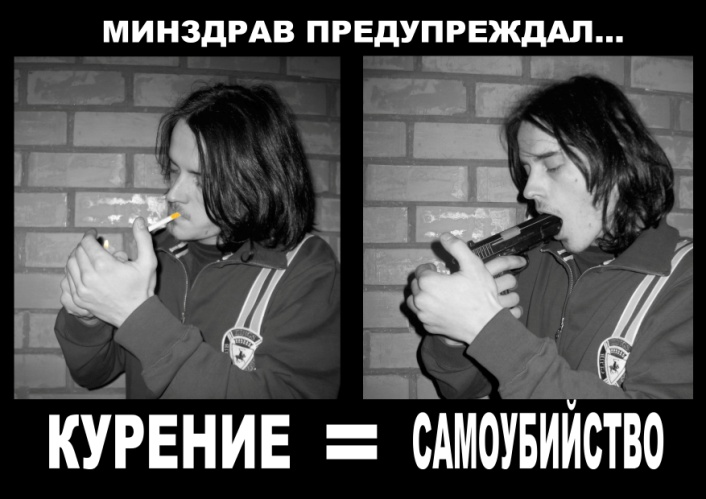 МИНЗДРАВ ПРЕДУПРЕЖДАЛ...
КУРЕНИЕ = САМОУБИЙСТВО